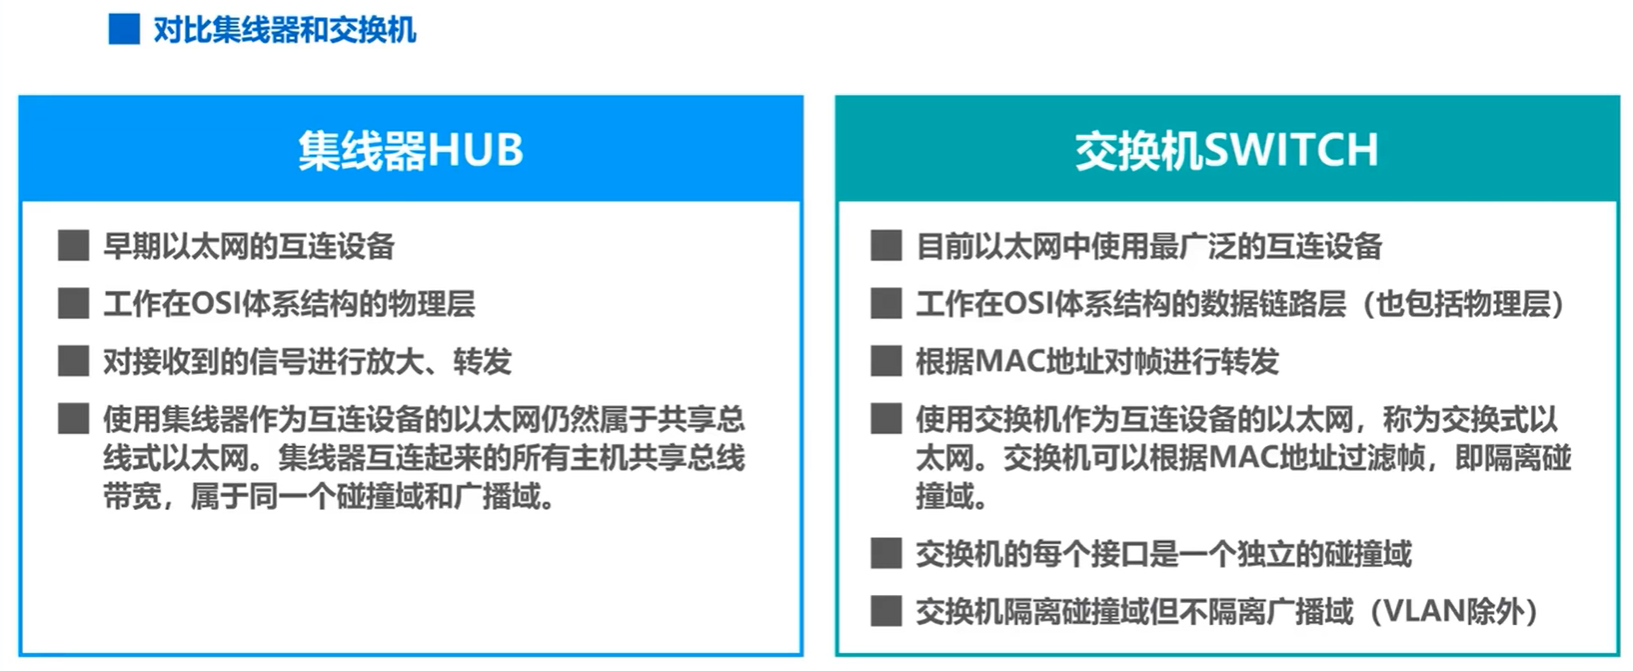 对比集线器和交换机
集线器HUB
早期以太网的互连设备
工作在OSI体系结构的物理层
对接收到的信号进行放大、转发
使用集线器作为互连设备的以太网仍然属于共享总
线式以太网。集线器互连起来的所有主机共享总线
带宽，属于同一个碰撞域和广播域。
交换机SWITCH
目前以太网中使用最广泛的互连设备
工作在OSI体系结构的数据链路层（也包括物理层）
根据MAC地址对帧进行转发
使用交换机作为互连设备的以太网，称为交换式以
太网。交换机可以根据MAC地址过滤帧，即隔离碰
撞域。
交换机的每个接口是一个独立的碰撞域
交换机隔离碰撞域但不隔离广播域（VLAN除外）